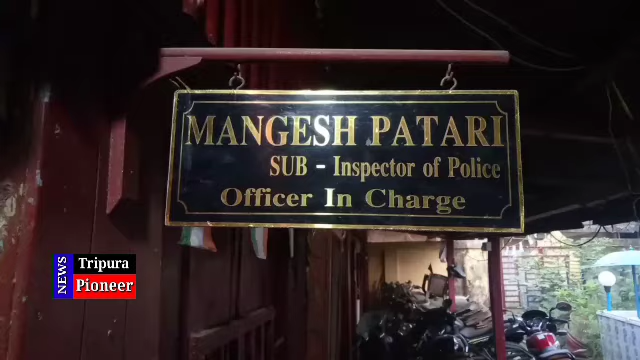 MANGESH PATARI
SUB - Inspector of Police
Officer In Charge
NEWS
Tripura
Pioneer